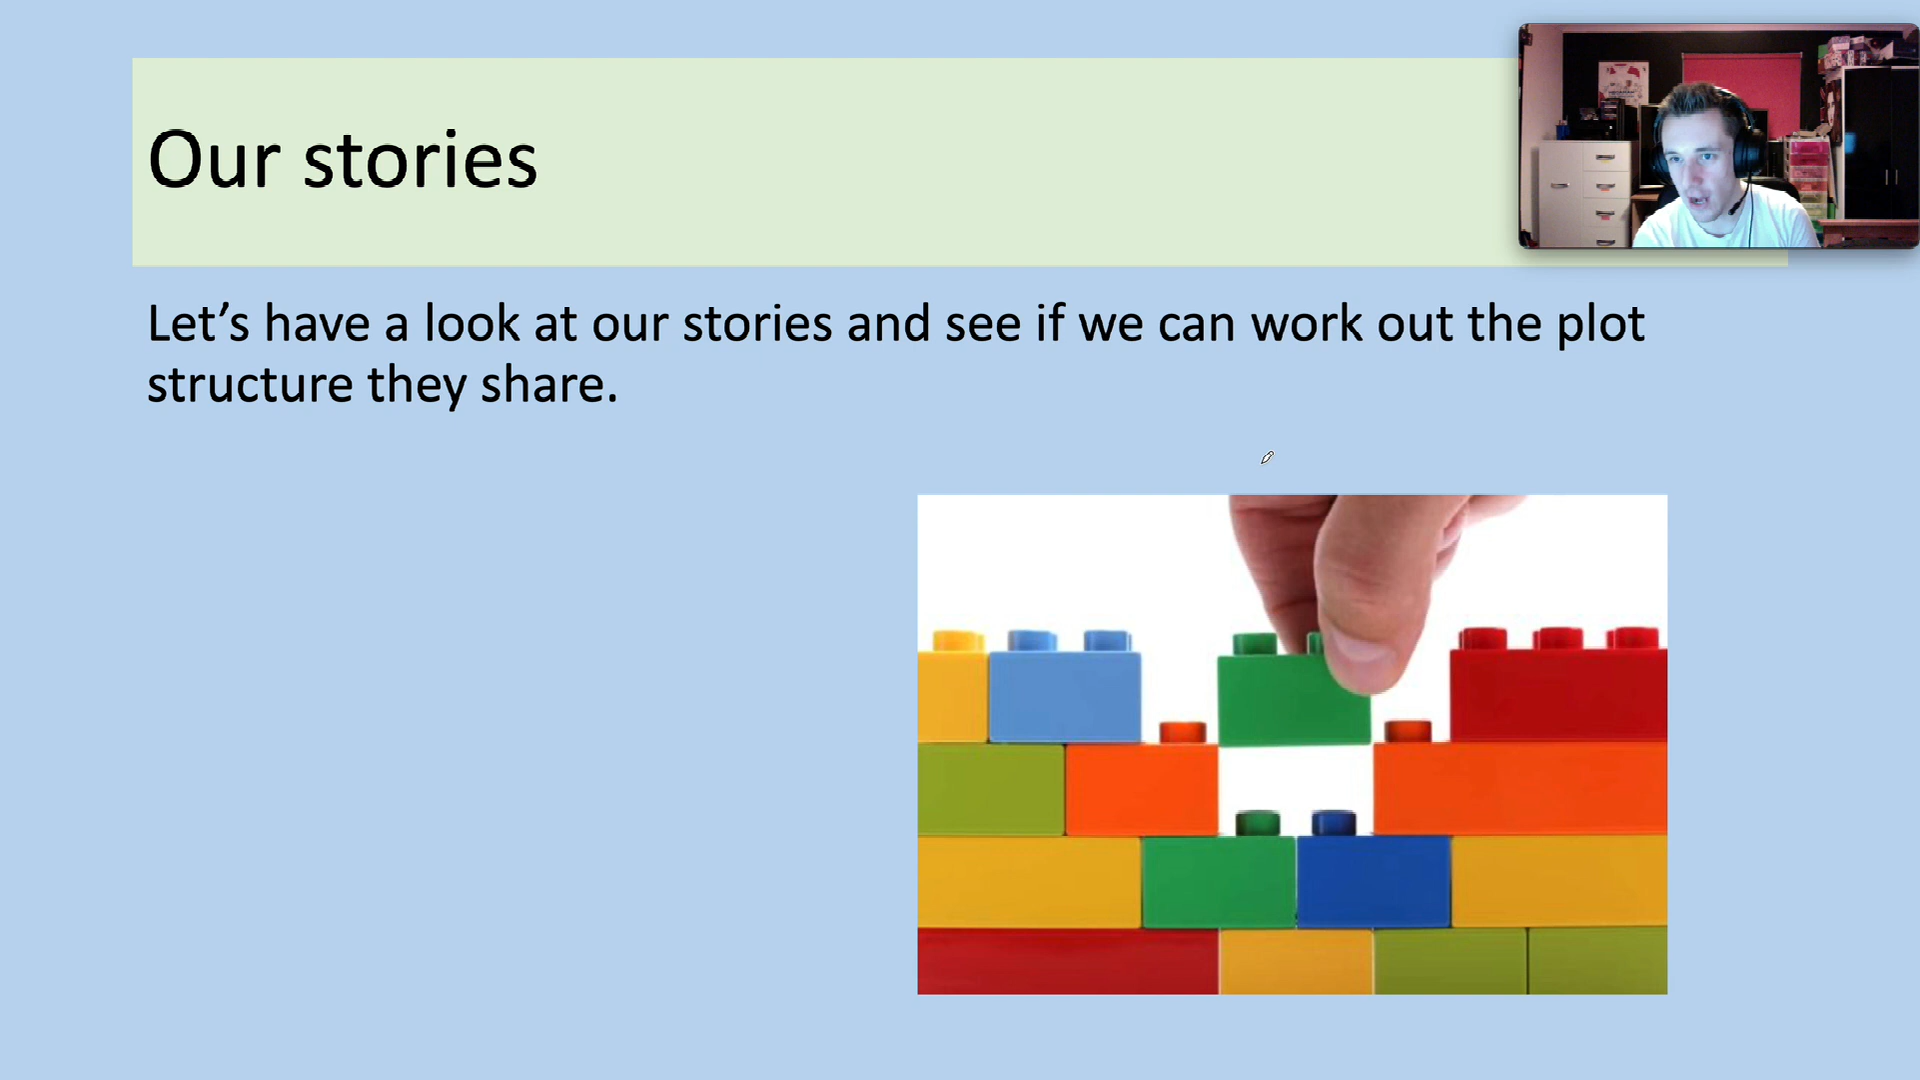 Our stories
Let’s have a look at our stories and see if we can work out the plot
structure they share.